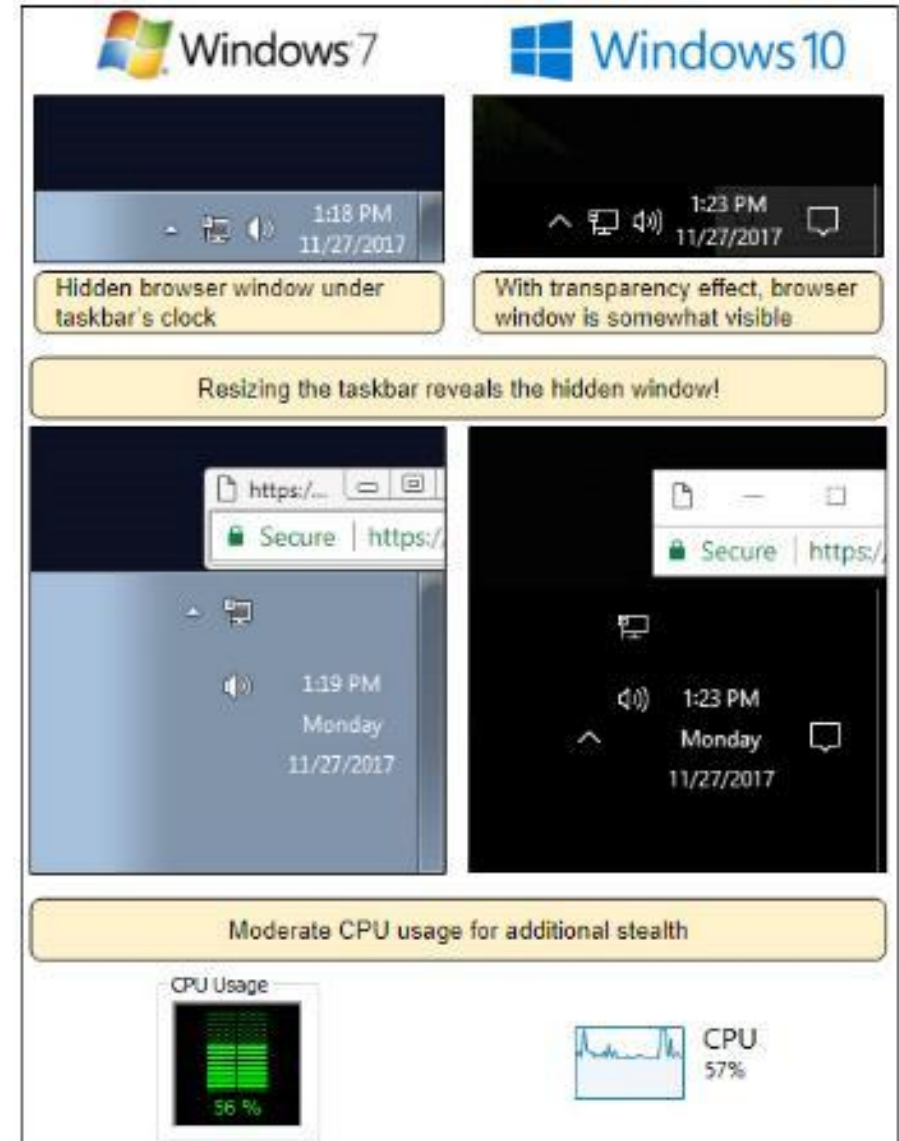 Windows 7
Windows 10
1:18 PM
11/27/2017
1:23 PM
11/27/2017
Hidden browser window under
taskbar's clock
With transparency effect, browser
window is somewhat visible
Resizing the taskbar reveals the hidden window!
https:/...
Secure | https:/
Secure | https:/
1:19 PM
Monday
11/27/2017
1:23 PM
Monday
11/27/2017
Moderate CPU usage for additional stealth
CPU Usage
56 %
CPU
57%